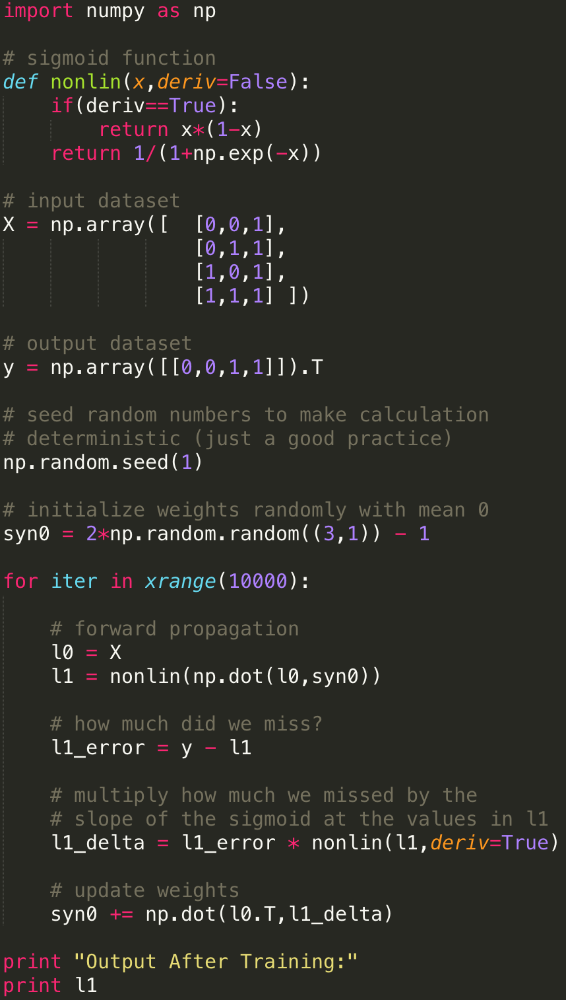 import numpy as np

# sigmoid function
def nonlin(x,deriv=False):
    if(deriv==True):
        return x*(1-x)
    return 1/(1+np.exp(-x))

# input dataset
X = np.array([  [0,0,1],
                [0,1,1],
                [1,0,1],
                [1,1,1] ])

# output dataset
y = np.array([[0,0,1,1]]).T

# seed random numbers to make calculation
# deterministic (just a good practice)
np.random.seed(1)

# initialize weights randomly with mean 0
syn0 = 2*np.random.random((3,1)) - 1

for iter in xrange(10000):

    # forward propagation
    l0 = X
    l1 = nonlin(np.dot(l0,syn0))

    # how much did we miss?
    l1_error = y - l1

    # multiply how much we missed by the
    # slope of the sigmoid at the values in l1
    l1_delta = l1_error * nonlin(l1,deriv=True)

    # update weights
    syn0 += np.dot(l0.T,l1_delta)

print "Output After Training:"
print l1